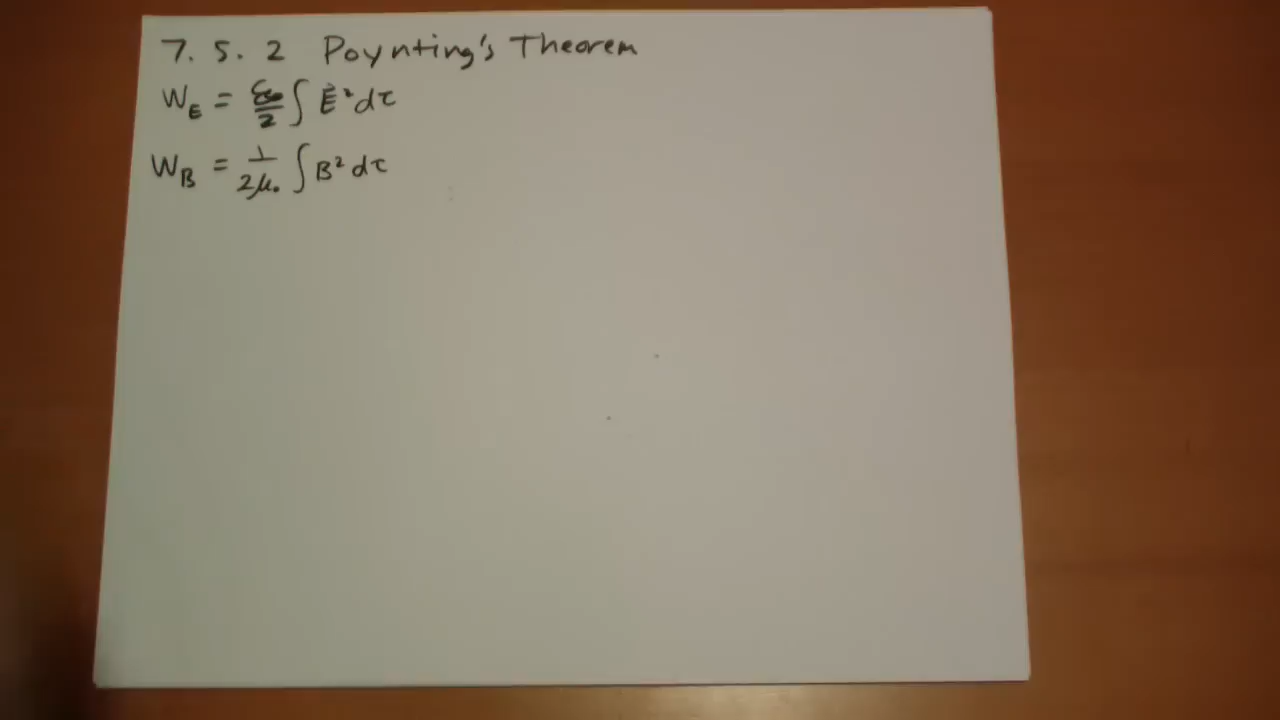 7.5.2 Poynting's Theorem
W_E = ε₀/2 ∫ E² dτ
W_B = 1/2μ₀ ∫ B² dτ